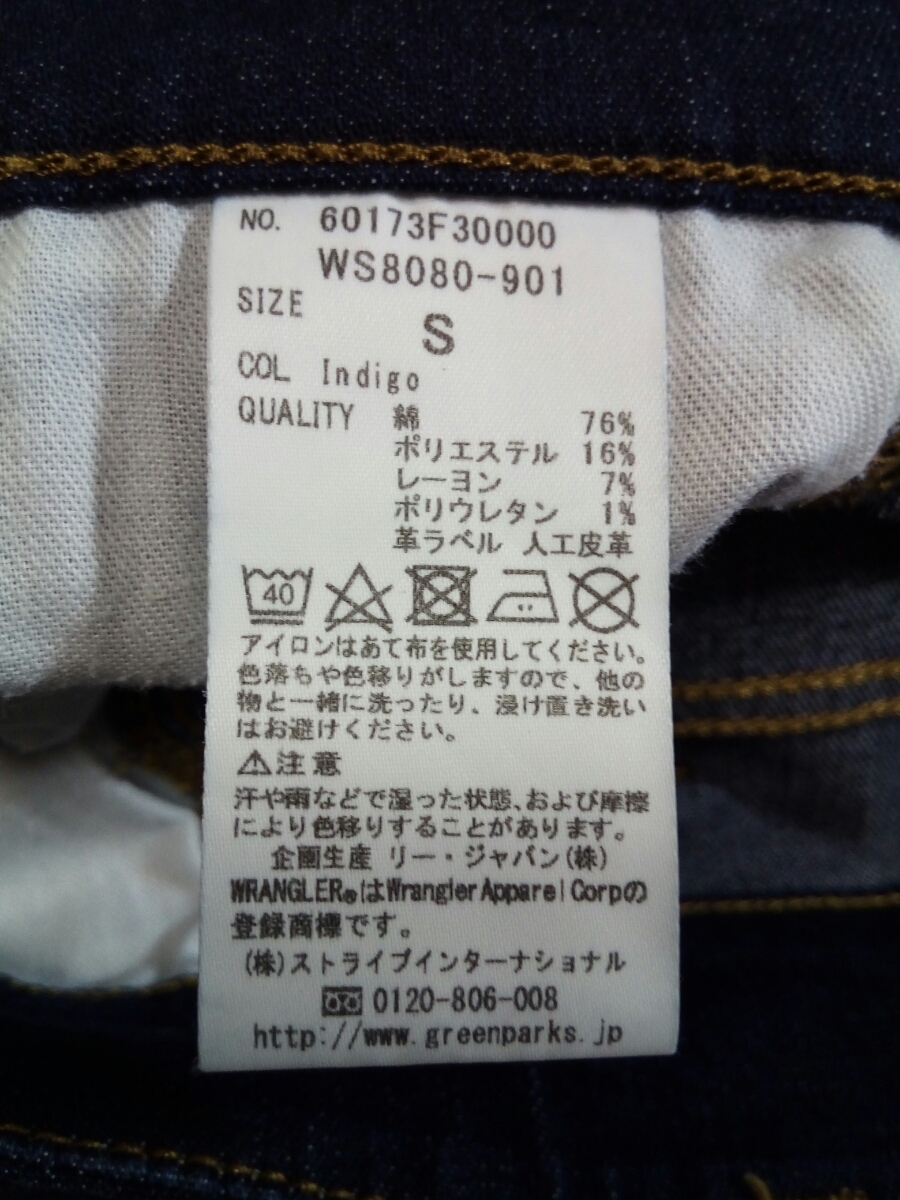 NO. 60173F30000
WS8080-901
SIZE
S
COL Indigo
QUALITY 綿 76%
ポリエステル 16%
レーヨン 7%
ポリウレタン 1%
革ラベル 人工皮革
40
アイロンはあて布を使用してください。
色落ちや色移りがしますので、他の
物と一緒に洗ったり、浸け置き洗い
はお避けください。
⚠注意
汗や雨などで湿った状態、および摩擦
により色移りすることがあります。
企画生産 リー・ジャパン(株)
WRANGLER®はWrangler Apparel Corpの
登録商標です。
(株)ストライプインターナショナル
0120-806-008
http://www.greenparks.jp